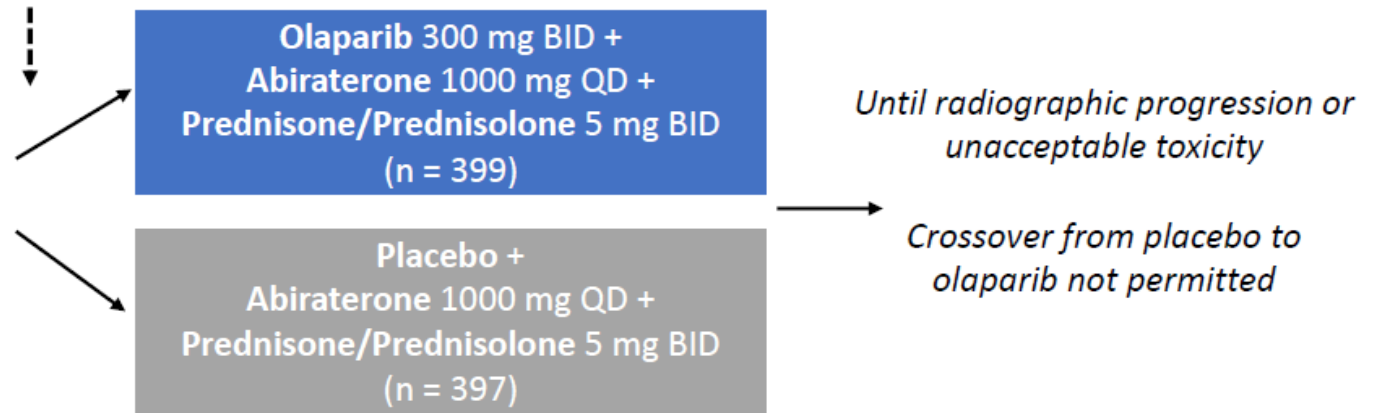 Olaparib 300 mg BID +
Abiraterone 1000 mg QD +
Prednisone/Prednisolone 5 mg BID
(n = 399)
Placebo +
Abiraterone 1000 mg QD +
Prednisone/Prednisolone 5 mg BID
(n = 397)
Until radiographic progression or
unacceptable toxicity
Crossover from placebo to
olaparib not permitted